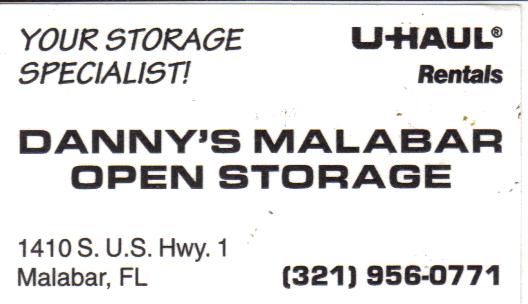 YOUR STORAGE
SPECIALIST!
U-HAUL®
Rentals
DANNY'S MALABAR
OPEN STORAGE
1410 S. U.S. Hwy. 1
Malabar, FL
(321) 956-0771